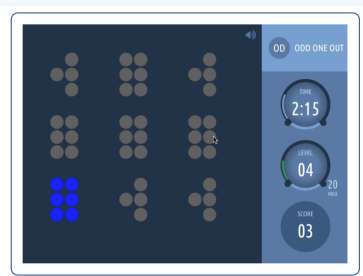 OD ODD ONE OUT
TIME
2:15
LEVEL
04
20
MAX
SCORE
03